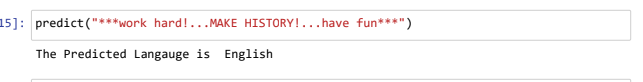 15]: predict("***work hard!...MAKE HISTORY!...have fun***")
The Predicted Langauge is  English